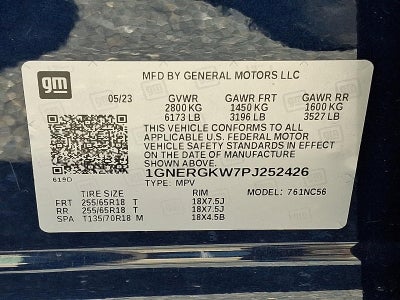 gm
MFD BY GENERAL MOTORS LLC
05/23 GVWR GAWR FRT GAWR RR
2800 KG 1450 KG 1600 KG
6173 LB 3196 LB 3527 LB
THIS VEHICLE CONFORMS TO ALL
APPLICABLE U.S. FEDERAL MOTOR
VEHICLE SAFETY STANDARDS IN EFFECT
ON THE DATE OF MANUFACTURE
SHOWN ABOVE.
1GNERGKW7PJ252426
619D
TYPE: MPV MODEL: 761NC56
TIRE SIZE RIM
FRT 255/65R18 T 18X7.5J
RR 255/65R18 T 18X7.5J
SPA T135/70R18 M 18X4.5B